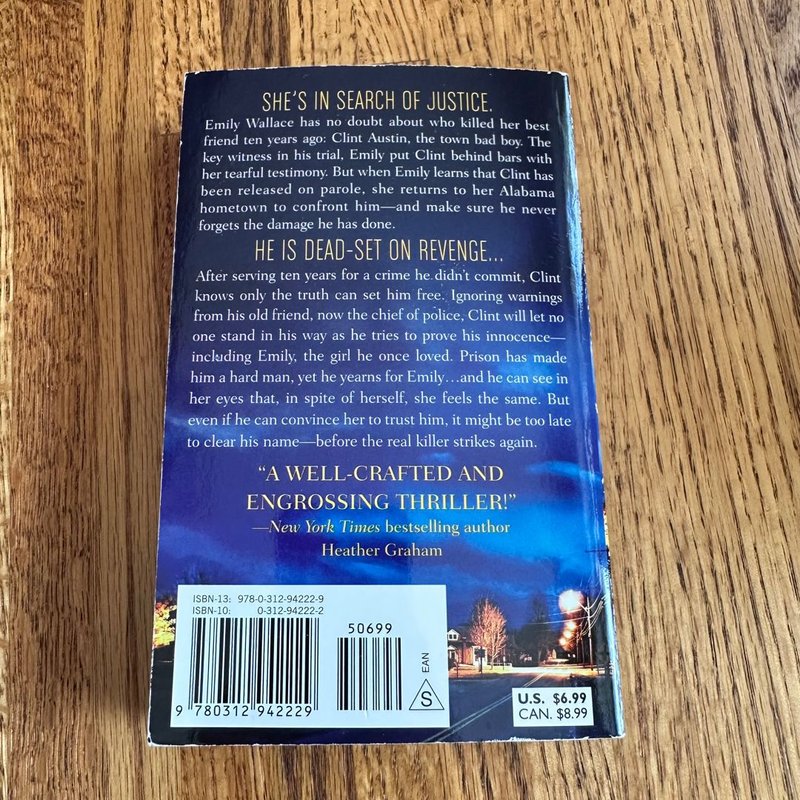 SHE'S IN SEARCH OF JUSTICE.
Emily Wallace has no doubt about who killed her best
friend ten years ago: Clint Austin, the town bad boy. The
key witness in his trial, Emily put Clint behind bars with
her tearful testimony. But when Emily learns that Clint has
been released on parole, she returns to her Alabama
hometown to confront him—and make sure he never
forgets the damage he has done.
HE IS DEAD-SET ON REVENGE...
After serving ten years for a crime he didn't commit, Clint
knows only the truth can set him free. Ignoring warnings
from his old friend, now the chief of police, Clint will let no
one stand in his way as he tries to prove his innocence—
including Emily, the girl he once loved. Prison has made
him a hard man, yet he yearns for Emily...and he can see in
her eyes that, in spite of herself, she feels the same. But
even if he can convince her to trust him, it might be too late
to clear his name—before the real killer strikes again.
"A WELL-CRAFTED AND
ENGROSSING THRILLER!"
—New York Times bestselling author
Heather Graham
ISBN-13: 978-0-312-94222-9
ISBN-10: 0-312-94222-2
50699
9 780312 942229
EAN
S
U.S. $6.99
CAN. $8.99